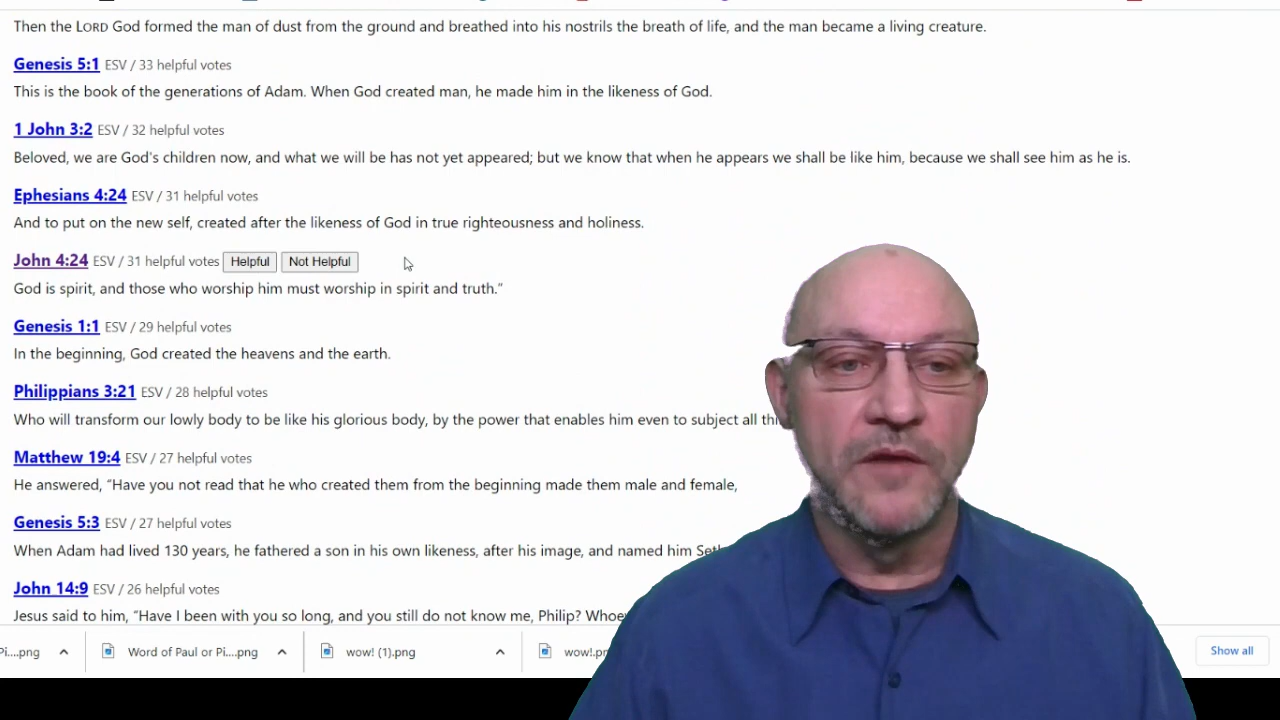 Then the LORD God formed the man of dust from the ground and breathed into his nostrils the breath of life, and the man became a living creature.
Genesis 5:1 ESV / 33 helpful votes
This is the book of the generations of Adam. When God created man, he made him in the likeness of God.
1 John 3:2 ESV / 32 helpful votes
Beloved, we are God's children now, and what we will be has not yet appeared; but we know that when he appears we shall be like him, because we shall see him as he is.
Ephesians 4:24 ESV / 31 helpful votes
And to put on the new self, created after the likeness of God in true righteousness and holiness.
John 4:24 ESV / 31 helpful votes Helpful Not Helpful
God is spirit, and those who worship him must worship in spirit and truth.”
Genesis 1:1 ESV / 29 helpful votes
In the beginning, God created the heavens and the earth.
Philippians 3:21 ESV / 28 helpful votes
Who will transform our lowly body to be like his glorious body, by the power that enables him even to subject all
Matthew 19:4 ESV / 27 helpful votes
He answered, “Have you not read that he who created them from the beginning made them male and female,
Genesis 5:3 ESV / 27 helpful votes
When Adam had lived 130 years, he fathered a son in his own likeness, after his image, and named him
John 14:9 ESV / 26 helpful votes
Jesus said to him, “Have I been with you so long, and you still do not know me, Philip?
Pi....png Word of Paul or Pi....png wow! (1).png Show all